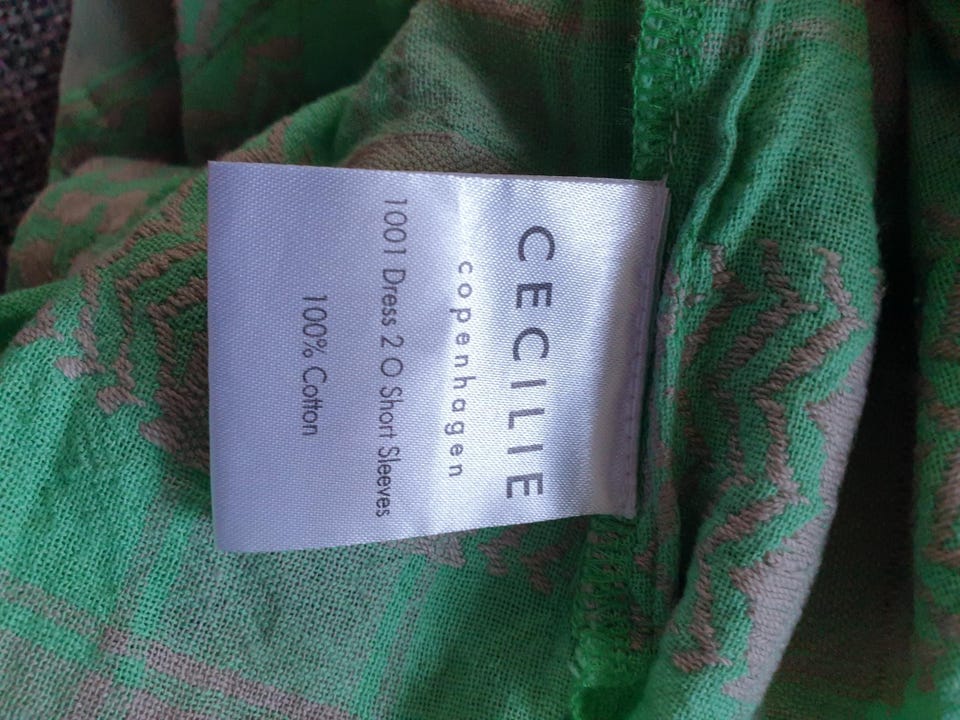 CECILIE
copenhagen
1001 Dress 2 O Short Sleeves
100% Cotton